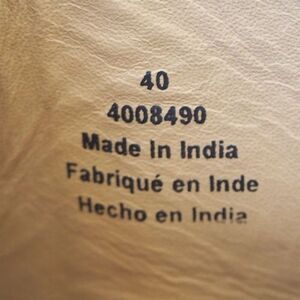 40
4008490
Made In India
Fabriqué en Inde
Hecho en India